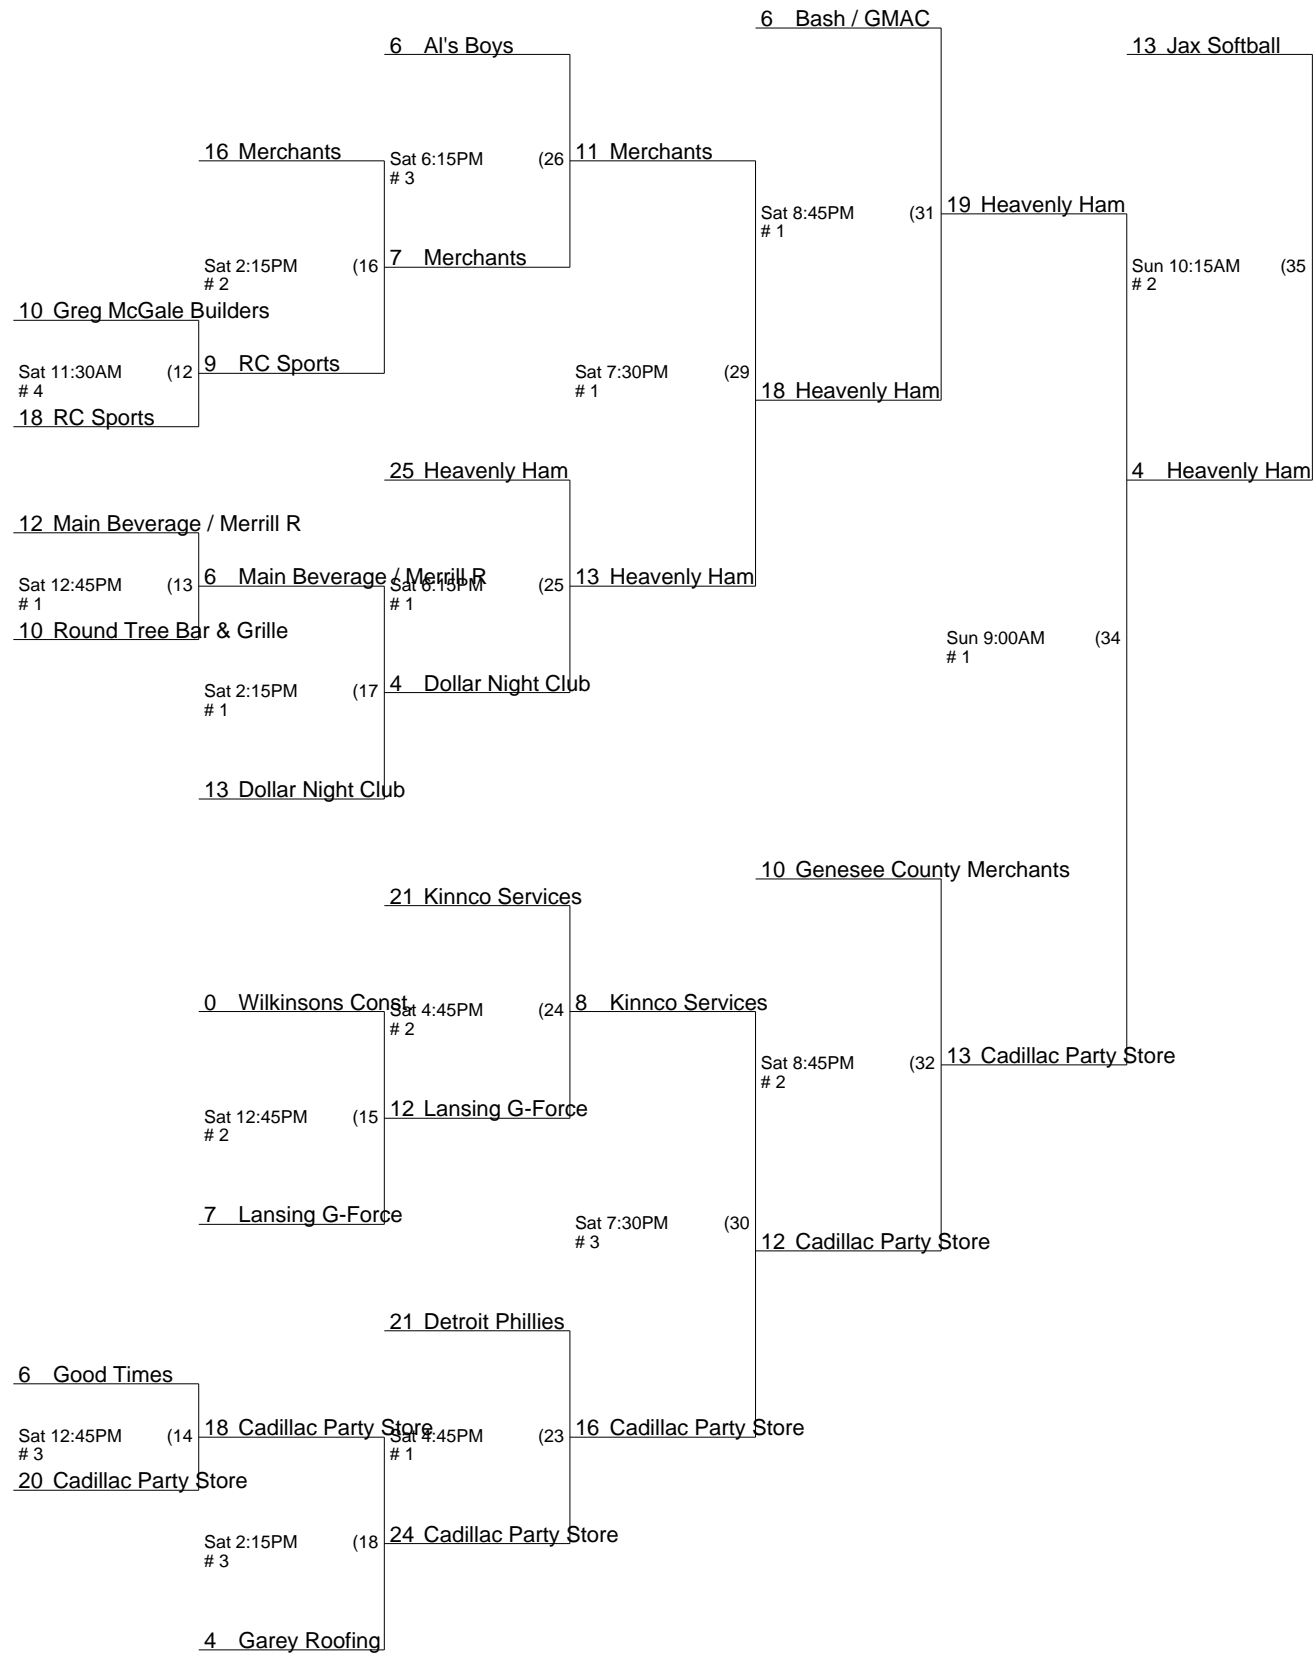 6 Bash / GMAC
6 Al's Boys
13 Jax Softball
16 Merchants
Sat 6:15PM (26
# 3
11 Merchants
Sat 8:45PM (31
# 1
19 Heavenly Ham
Sat 2:15PM (16
# 2
7 Merchants
Sun 10:15AM (35
# 2
10 Greg McGale Builders
Sat 11:30AM (12
# 4
9 RC Sports
Sat 7:30PM (29
# 1
18 Heavenly Ham
18 RC Sports
25 Heavenly Ham
4 Heavenly Ham
12 Main Beverage / Merrill R
Sat 12:45PM (13
# 1
6 Main Beverage / Merrill R
Sat 6:15PM (25
# 1
13 Heavenly Ham
10 Round Tree Bar & Grille
Sun 9:00AM (34
# 1
Sat 2:15PM (17
# 1
4 Dollar Night Club
13 Dollar Night Club
10 Genesee County Merchants
21 Kinnco Services
0 Wilkinsons Const.
Sat 4:45PM (24
# 2
8 Kinnco Services
Sat 8:45PM (32
# 2
13 Cadillac Party Store
Sat 12:45PM (15
# 2
12 Lansing G-Force
7 Lansing G-Force
Sat 7:30PM (30
# 3
12 Cadillac Party Store
21 Detroit Phillies
6 Good Times
Sat 12:45PM (14
# 3
18 Cadillac Party Store
Sat 4:45PM (23
# 1
16 Cadillac Party Store
20 Cadillac Party Store
Sat 2:15PM (18
# 3
24 Cadillac Party Store
4 Garey Roofing